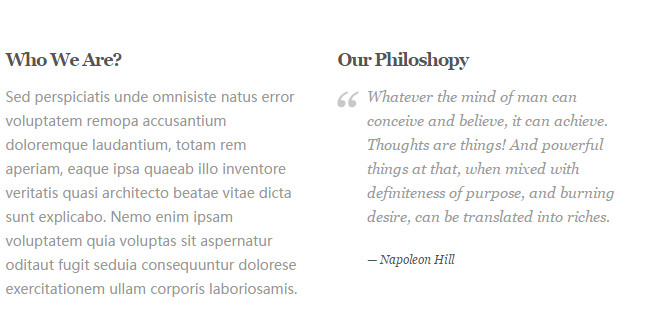 Who We Are?
Sed perspiciatis unde omnisiste natus error
voluptatem remopa accusantium
doloremque laudantium, totam rem
aperiam, eaque ipsa quaeab illo inventore
veritatis quasi architecto beatae vitae dicta
sunt explicabo. Nemo enim ipsam
voluptatem quia voluptas sit aspernatur
oditaut fugit seduia consequuntur dolorese
exercitationem ullam corporis laboriosamis.
Our Philoshopy
“ Whatever the mind of man can
conceive and believe, it can achieve.
Thoughts are things! And powerful
things at that, when mixed with
definiteness of purpose, and burning
desire, can be translated into riches.
— Napoleon Hill